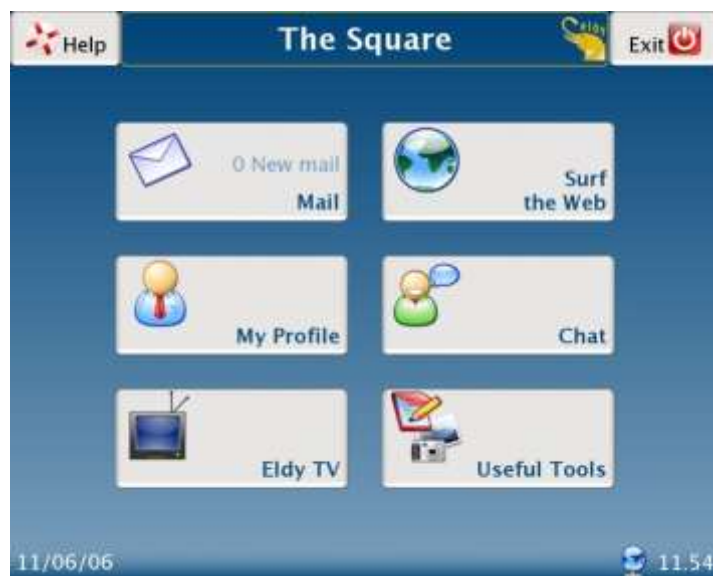 Help
The Square
eldy
Exit
0 New mail
Mail
Surf
the Web
My Profile
Chat
Eldy TV
Useful Tools
11/06/06
11.54